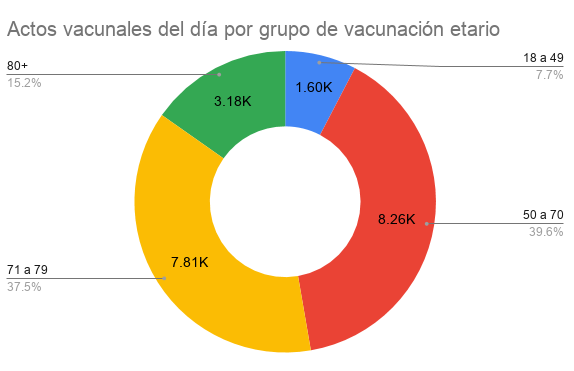 Actos vacunales del día por grupo de vacunación etario
80+
15.2%
18 a 49
7.7%
3.18K
1.60K
50 a 70
39.6%
8.26K
71 a 79
37.5%
7.81K